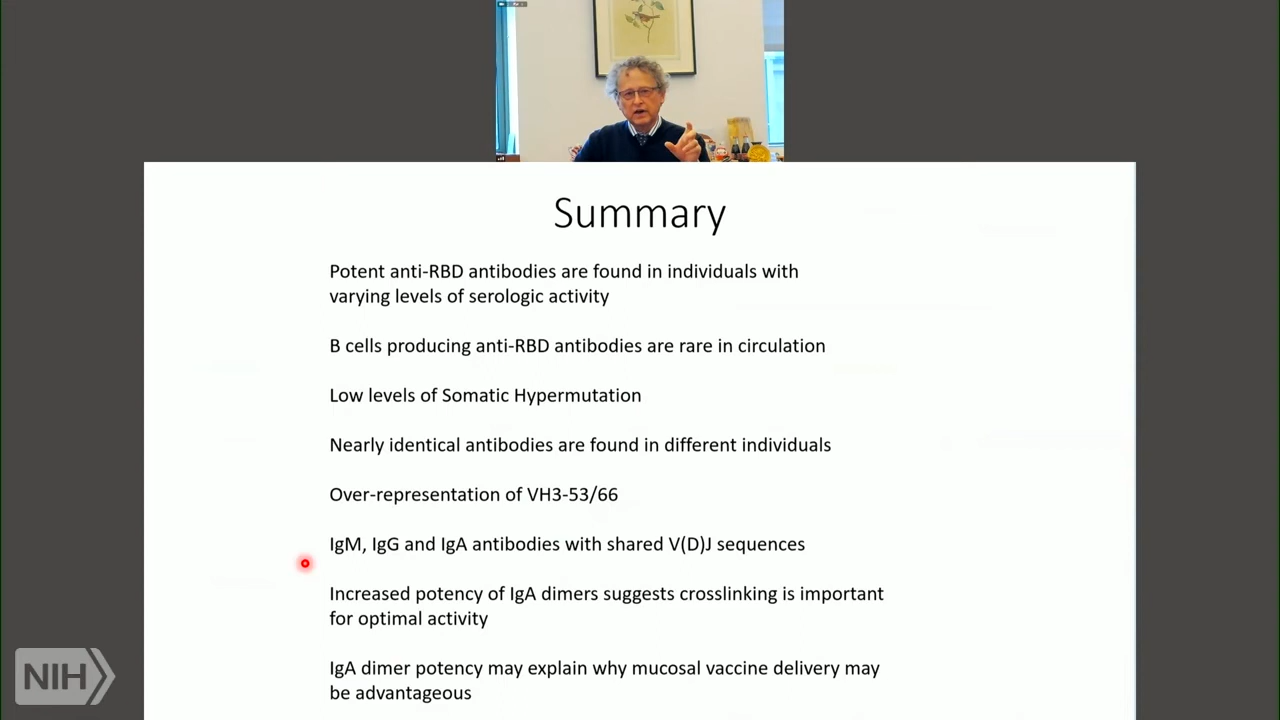 Summary
Potent anti-RBD antibodies are found in individuals with
varying levels of serologic activity
B cells producing anti-RBD antibodies are rare in circulation
Low levels of Somatic Hypermutation
Nearly identical antibodies are found in different individuals
Over-representation of VH3-53/66
IgM, IgG and IgA antibodies with shared V(D)J sequences
Increased potency of IgA dimers suggests crosslinking is important
for optimal activity
IgA dimer potency may explain why mucosal vaccine delivery may
be advantageous
NIH